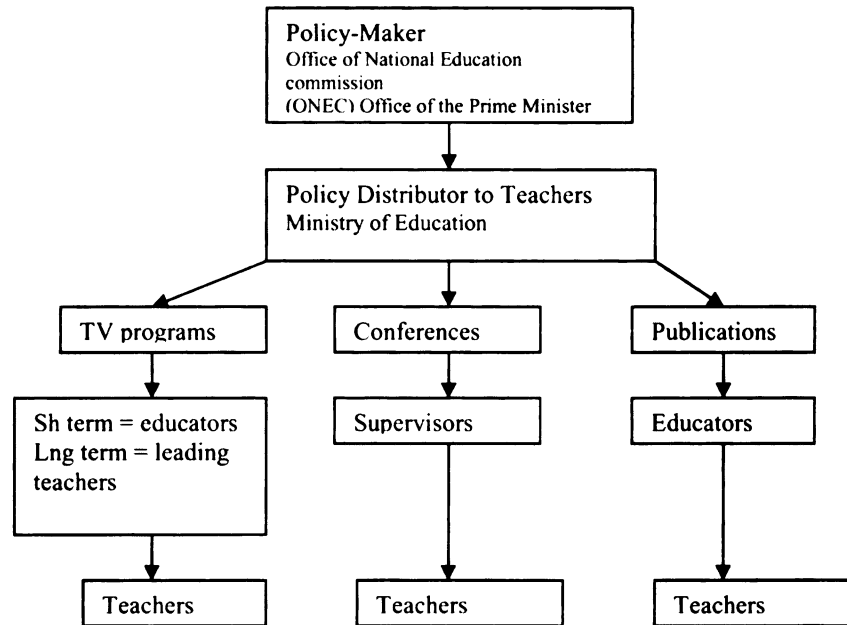 Policy-Maker
Office of National Education
commission
(ONEC) Office of the Prime Minister
Policy Distributor to Teachers
Ministry of Education
TV programs
Conferences
Publications
Sh term = educators
Lng term = leading
teachers
Supervisors
Educators
Teachers
Teachers
Teachers